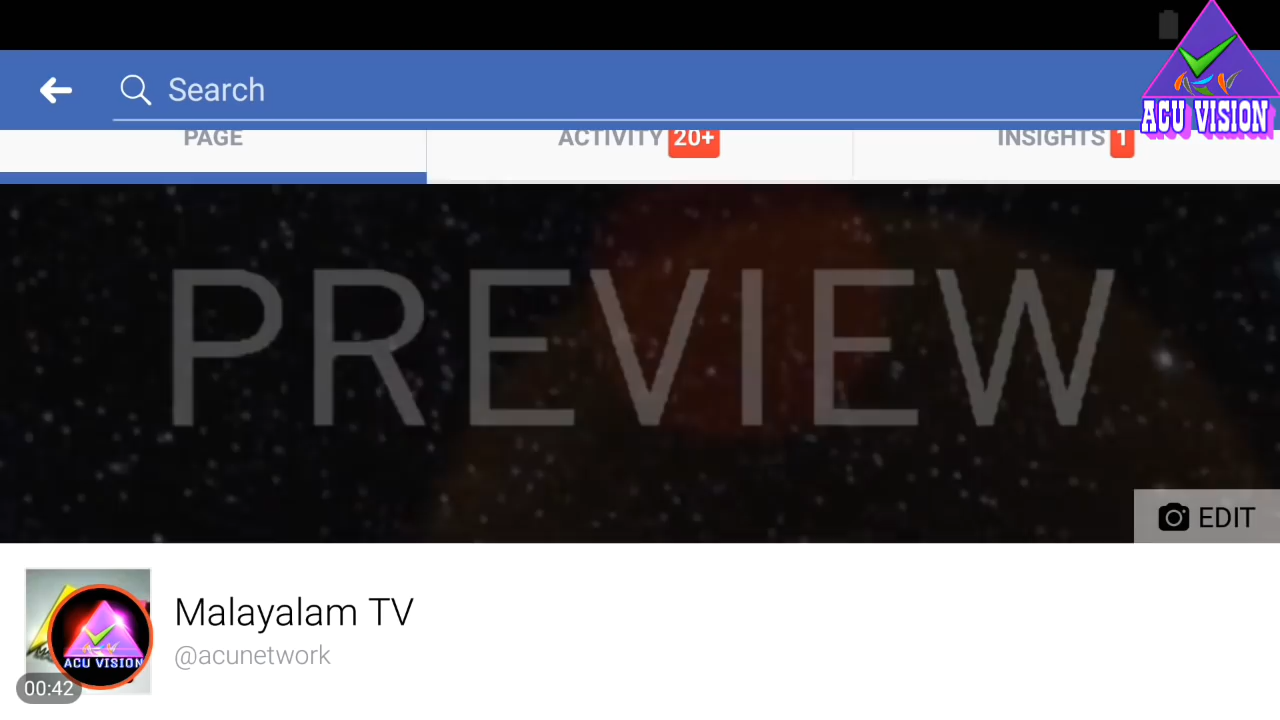 Search
ACU VISION
PAGE
ACTIVITY 20+
INSIGHTS 1
PREVIEW
EDIT
Malayalam TV
@acunetwork
ACU VISION
00:42